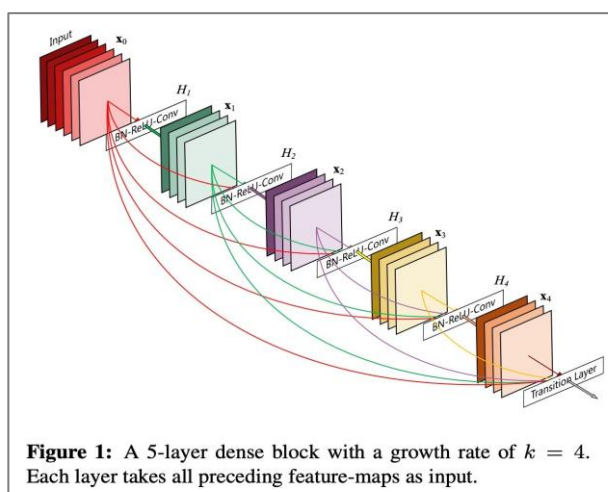 Input
x₀
H₁
BN-ReLU-Conv
x₁
H₂
BN-ReLU-Conv
x₂
H₃
BN-ReLU-Conv
x₃
H₄
BN-ReLU-Conv
x₄
Transition Layer
Figure 1: A 5-layer dense block with a growth rate of k = 4.
Each layer takes all preceding feature-maps as input.